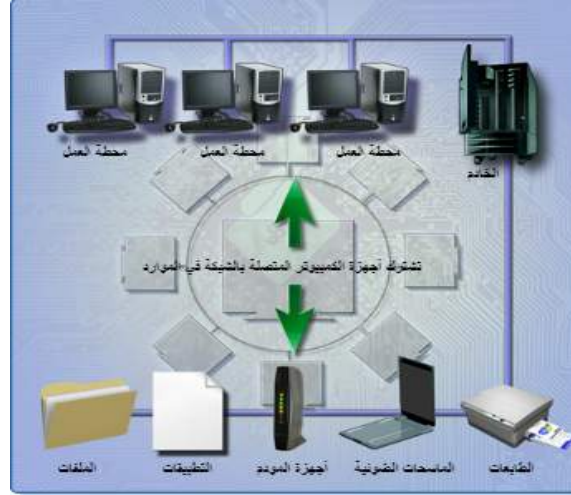 محطة العمل
محطة العمل
محطة العمل
الخادم
تشترك أجهزة الكمبيوتر المتصلة بالشبكة في الموارد
الطابعات
الماسحات الضوئية
أجهزة المودم
التطبيقات
الملفات